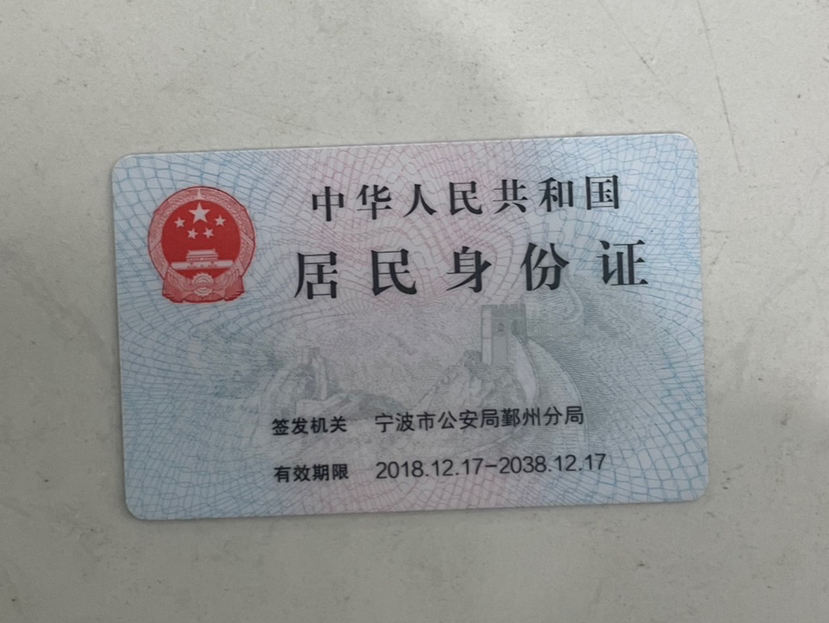 中华人民共和国
居民身份证
签发机关 宁波市公安局鄞州分局
有效期限 2018.12.17-2038.12.17